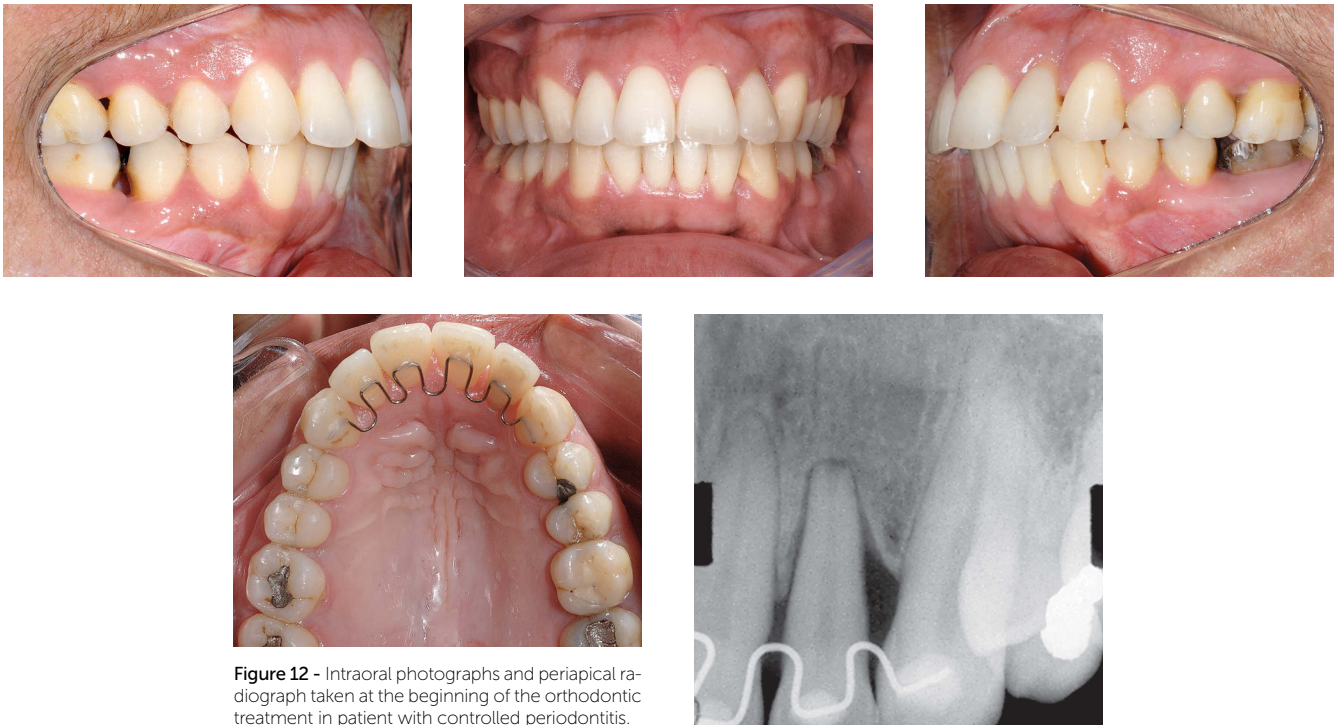 Figure 12 - Intraoral photographs and periapical ra-
diograph taken at the beginning of the orthodontic
treatment in patient with controlled periodontitis.